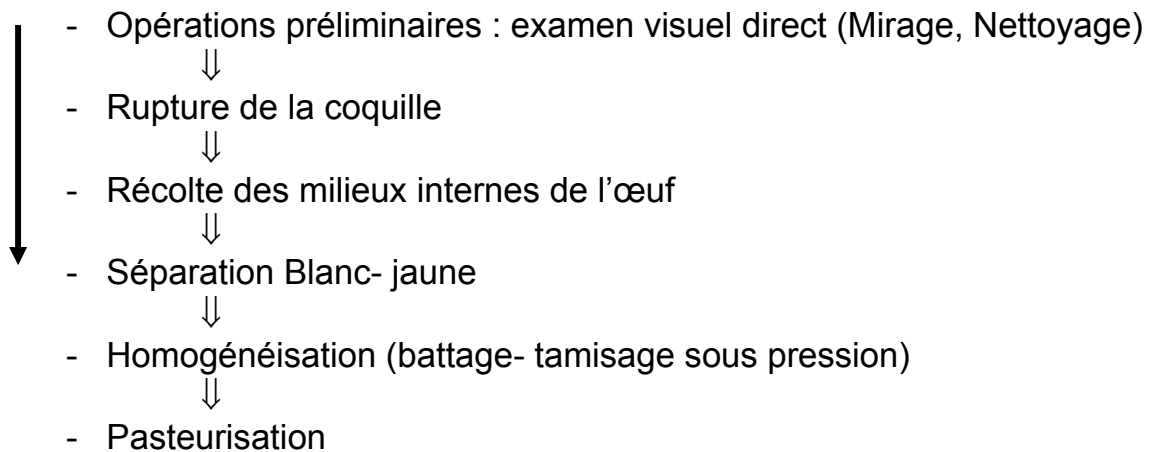 - Opérations préliminaires : examen visuel direct (Mirage, Nettoyage)
⇓
- Rupture de la coquille
⇓
- Récolte des milieux internes de l’œuf
⇓
- Séparation Blanc- jaune
⇓
- Homogénéisation (battage- tamisage sous pression)
⇓
- Pasteurisation